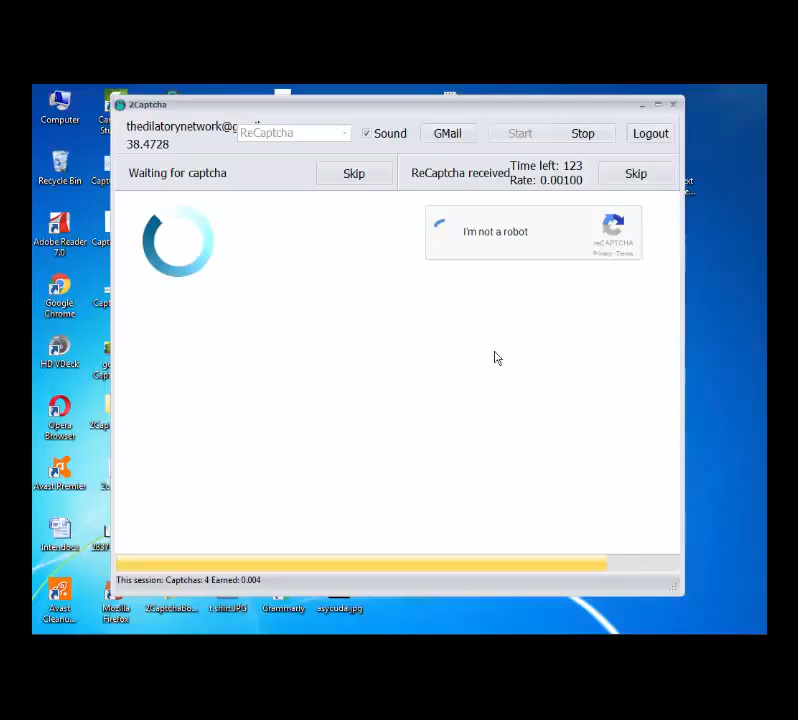 2Captcha
thedilatorynetwork@g
ReCaptcha
Sound
GMail
Start
Stop
Logout
38.4728
Waiting for captcha
Skip
ReCaptcha received
Time left: 123
Rate: 0.00100
Skip
I'm not a robot
reCAPTCHA
Privacy - Terms
This session: Captchas: 4 Earned: 0.004
Computer
Recycle Bin
Adobe Reader
7.0
Google
Chrome
HD VDeck
Opera
Browser
Avast Premier
Intendocx
Avast
Cleanu...
Mozilla
Firefox
2Captchabo...
t shirtJPG
Grammarly
asycuda.jpg